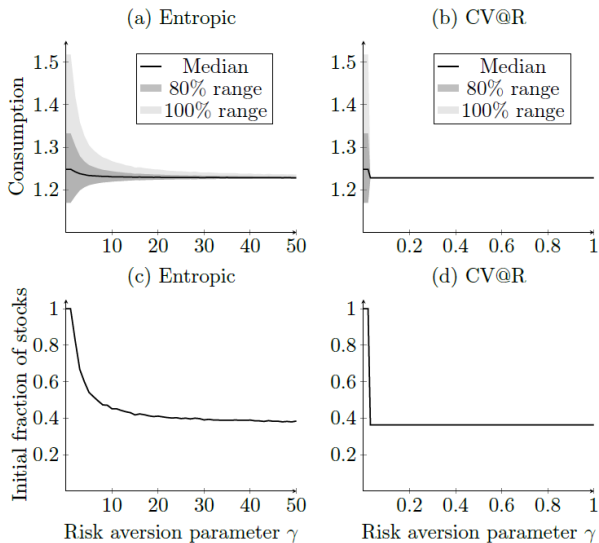 (a) Entropic
(b) CV@R
Consumption
1.5
1.4
1.3
1.2
Median
80% range
100% range
10 20 30 40 50
1.5
1.4
1.3
1.2
Median
80% range
100% range
0.2 0.4 0.6 0.8 1
(c) Entropic
(d) CV@R
Initial fraction of stocks
1
0.8
0.6
0.4
0.2
10 20 30 40 50
Risk aversion parameter γ
1
0.8
0.6
0.4
0.2
0.2 0.4 0.6 0.8 1
Risk aversion parameter γ